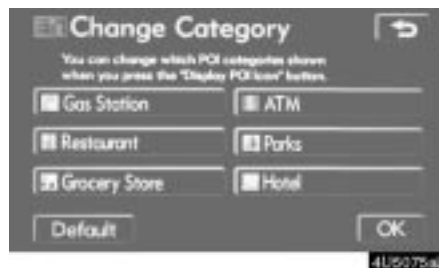 Change Category
You can change which POI categories shown
when you press the "Display POI Icon" button.
Gas Station
ATM
Restaurant
Parks
Grocery Store
Hotel
Default
OK
4U5075a